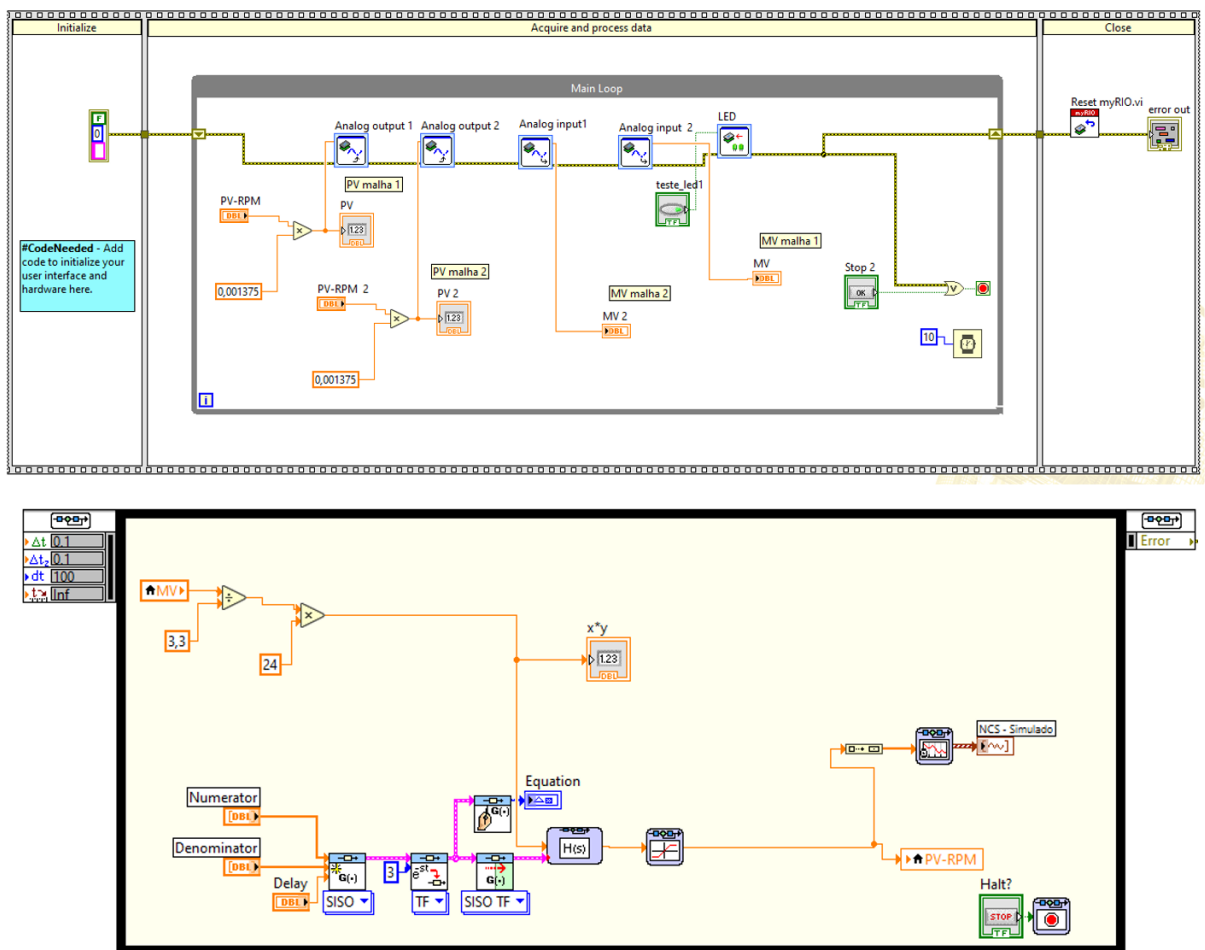 Initialize
Acquire and process data
Close
Main Loop
F
0
Analog output 1
Analog output 2
Analog input1
Analog input 2
LED
Reset myRIO.vi
myRIO
error out
PV malha 1
teste_led1
TF
PV-RPM
DBL
PV
1.23
DBL
#CodeNeeded - Add
code to initialize your
user interface and
hardware here.
0,001375
PV malha 2
PV-RPM 2
DBL
PV 2
1.23
DBL
0,001375
MV malha 1
MV
DBL
MV malha 2
MV 2
DBL
Stop 2
OK
TF
V
10
i
Δt 0.1
Δt2 0.1
dt 100
Inf
Error
MV
÷
3,3
×
24
x*y
1.23
DBL
NCS - Simulado
Numerator
[DBL]
Denominator
[DBL]
Delay
DBL
G(·)
SISO
3
e-st
TF
G(·)
SISO TF
G(·)
Equation
H(s)
PV-RPM
Halt?
STOP
TF